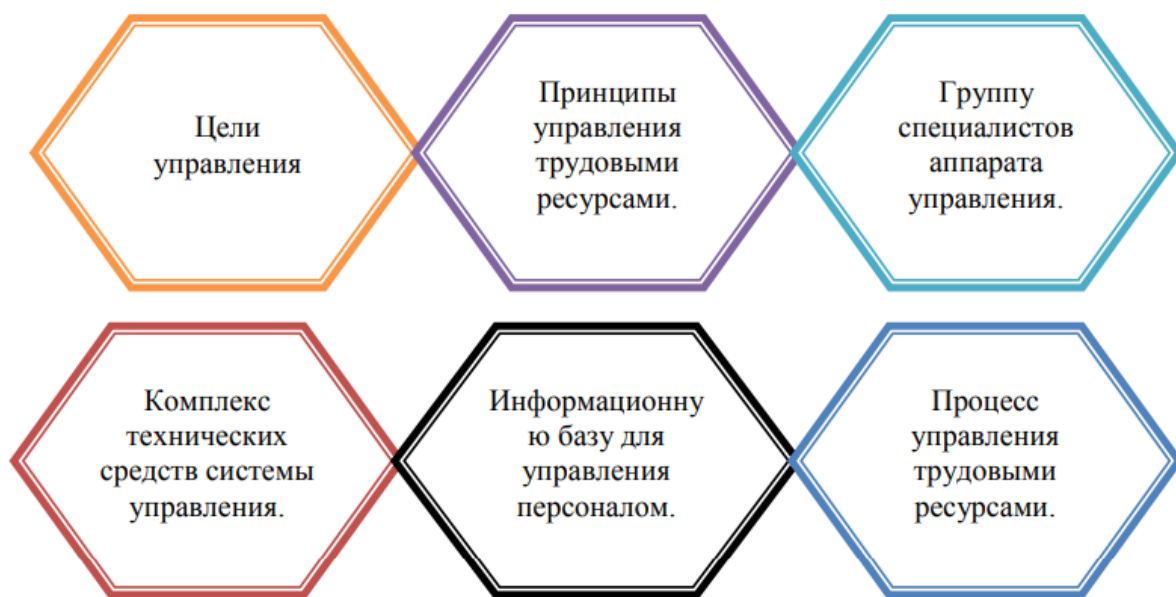 Цели
управления
Принципы
управления
трудовыми
ресурсами.
Группу
специалистов
аппарата
управления.
Комплекс
технических
средств системы
управления.
Информационну
ю базу для
управления
персоналом.
Процесс
управления
трудовыми
ресурсами.